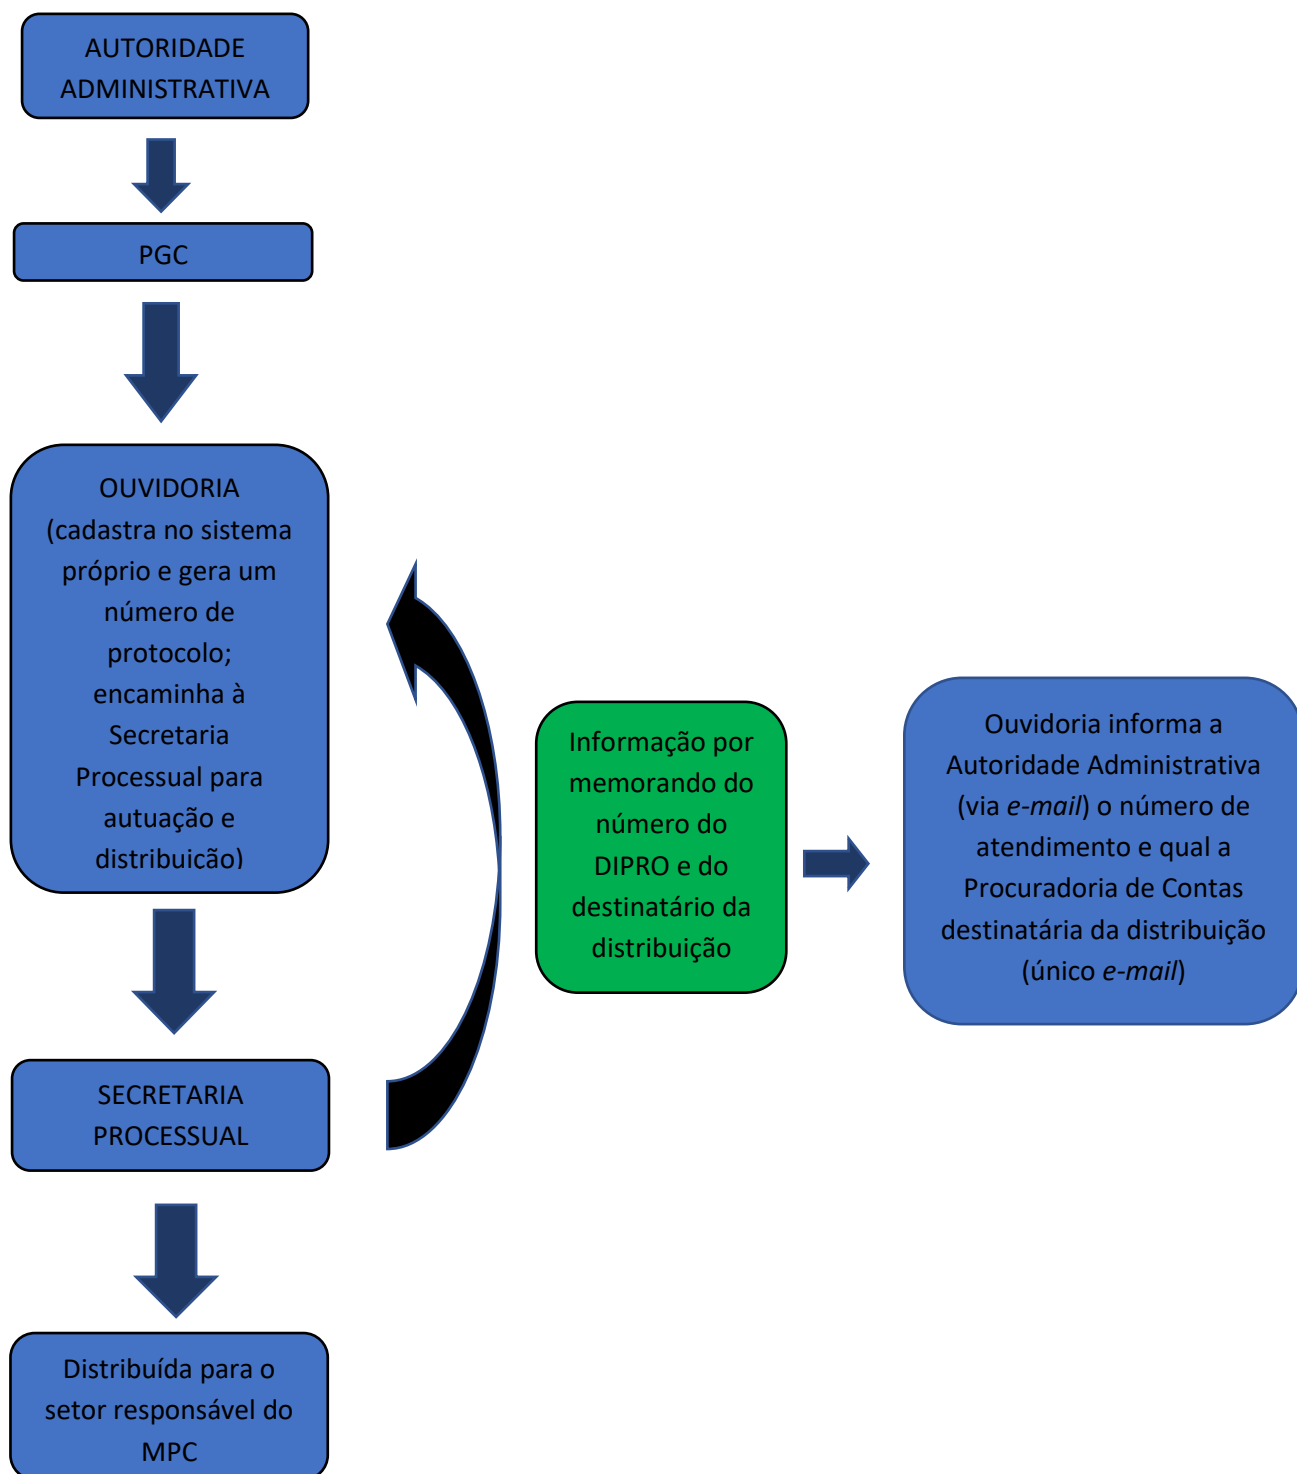 AUTORIDADE
ADMINISTRATIVA
PGC
OUVIDORIA
(cadastra no sistema
próprio e gera um
número de
protocolo;
encaminha à
Secretaria
Processual para
autuação e
distribuição)
SECRETARIA
PROCESSUAL
Distribuída para o
setor responsável do
MPC
Informação por
memorando do
número do
DIPRO e do
destinatário da
distribuição
Ouvidoria informa a
Autoridade Administrativa
(via e-mail) o número de
atendimento e qual a
Procuradoria de Contas
destinatária da distribuição
(único e-mail)